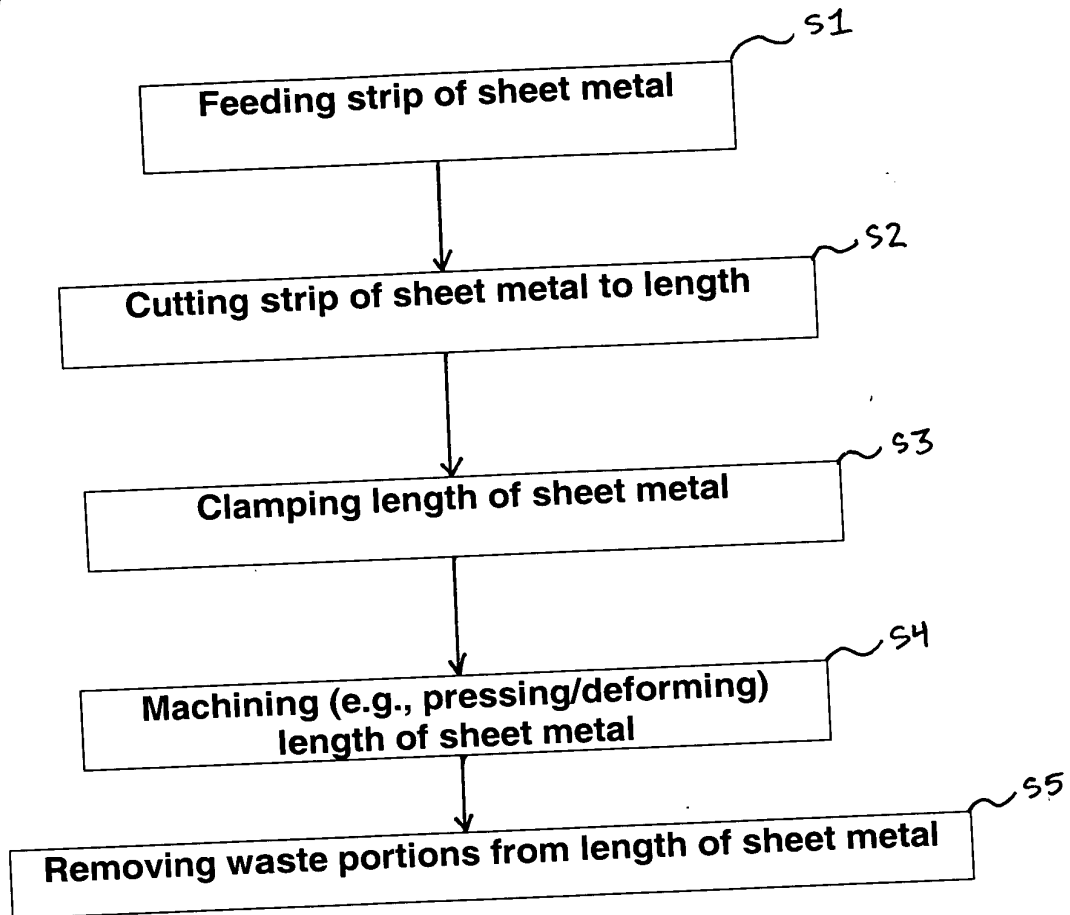 S1
Feeding strip of sheet metal
S2
Cutting strip of sheet metal to length
S3
Clamping length of sheet metal
S4
Machining (e.g., pressing/deforming)
length of sheet metal
S5
Removing waste portions from length of sheet metal